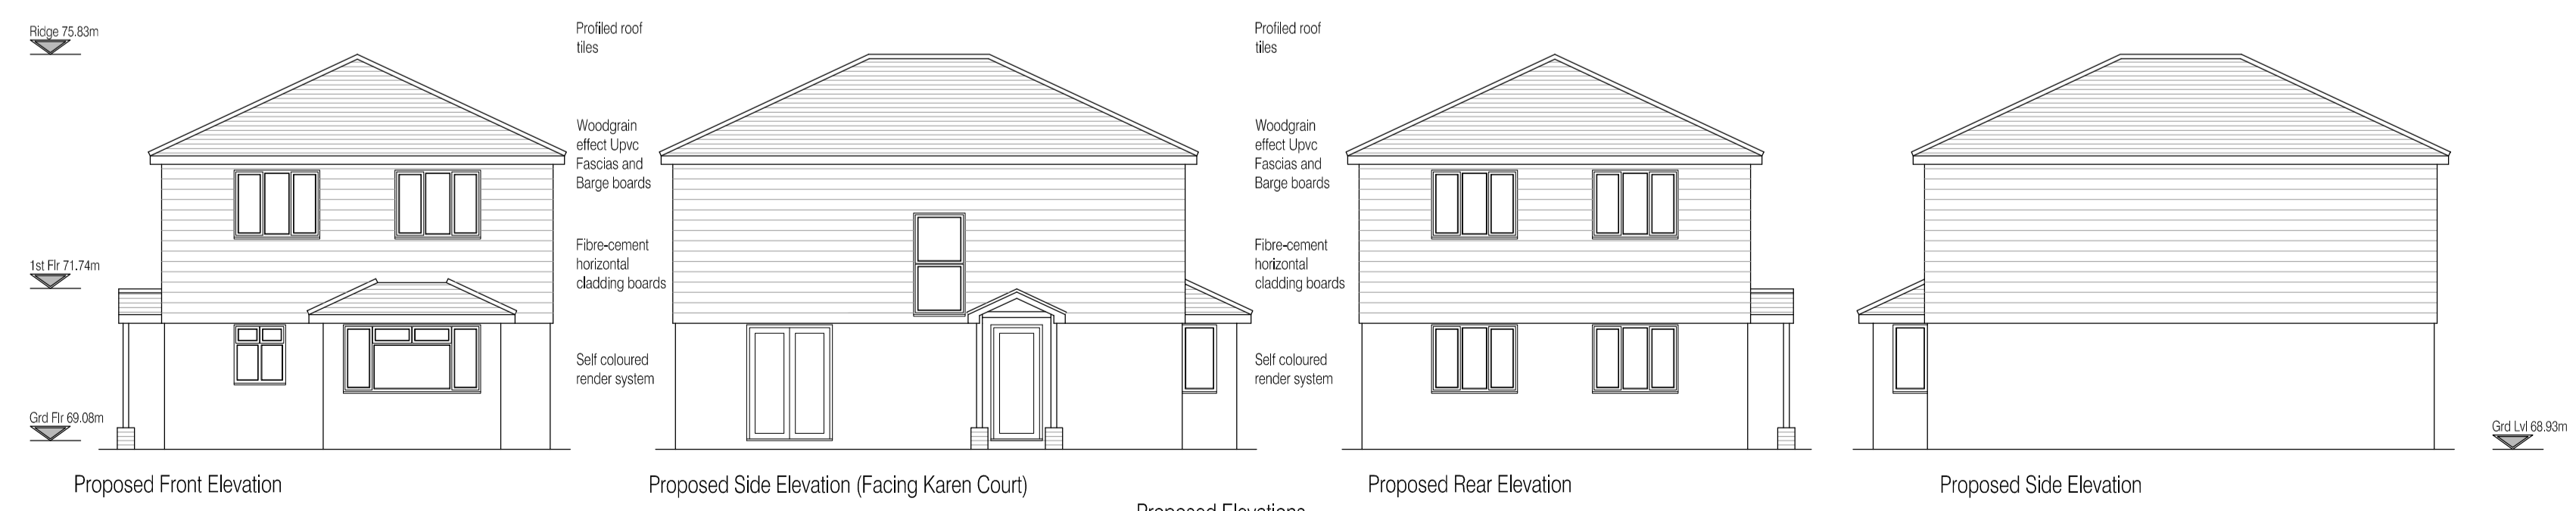 Ridge 75.83m
1st Flr 71.74m
Grd Flr 69.08m
Proposed Front Elevation
Profiled roof
tiles
Woodgrain
effect Upvc
Fascias and
Barge boards
Fibre-cement
horizontal
cladding boards
Self coloured
render system
Proposed Side Elevation (Facing Karen Court)
Profiled roof
tiles
Woodgrain
effect Upvc
Fascias and
Barge boards
Fibre-cement
horizontal
cladding boards
Self coloured
render system
Proposed Rear Elevation
Proposed Side Elevation
Grd Lvl 68.93m
Proposed Elevations